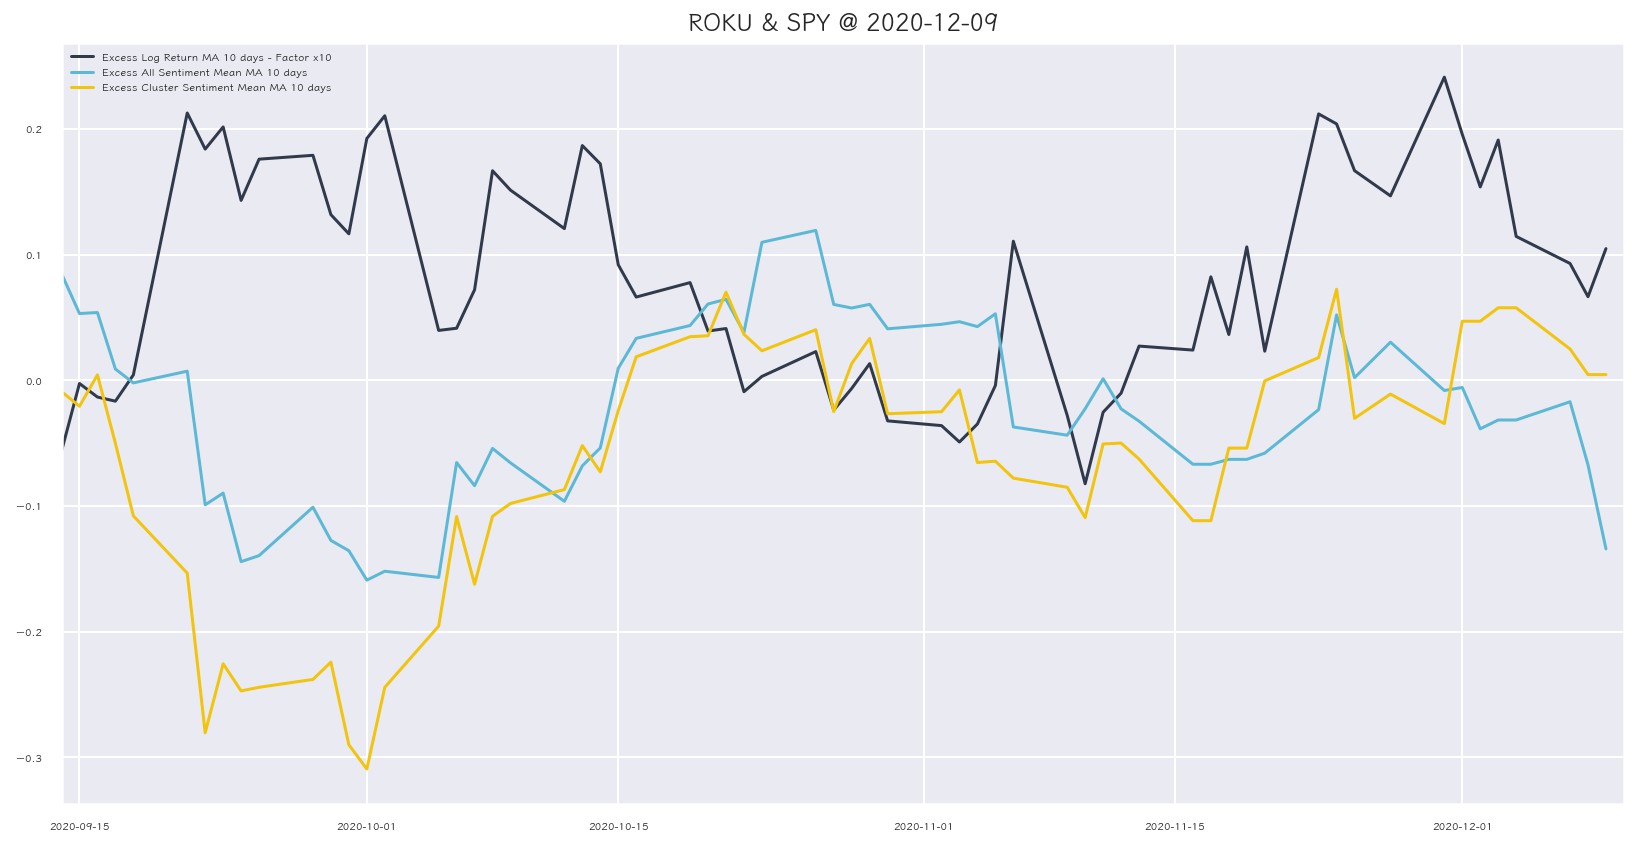 ROKU & SPY @ 2020-12-09
Excess Log Return MA 10 days - Factor x10
Excess All Sentiment Mean MA 10 days
Excess Cluster Sentiment Mean MA 10 days
0.2
0.1
0.0
−0.1
−0.2
−0.3
2020-09-15 2020-10-01 2020-10-15 2020-11-01 2020-11-15 2020-12-01